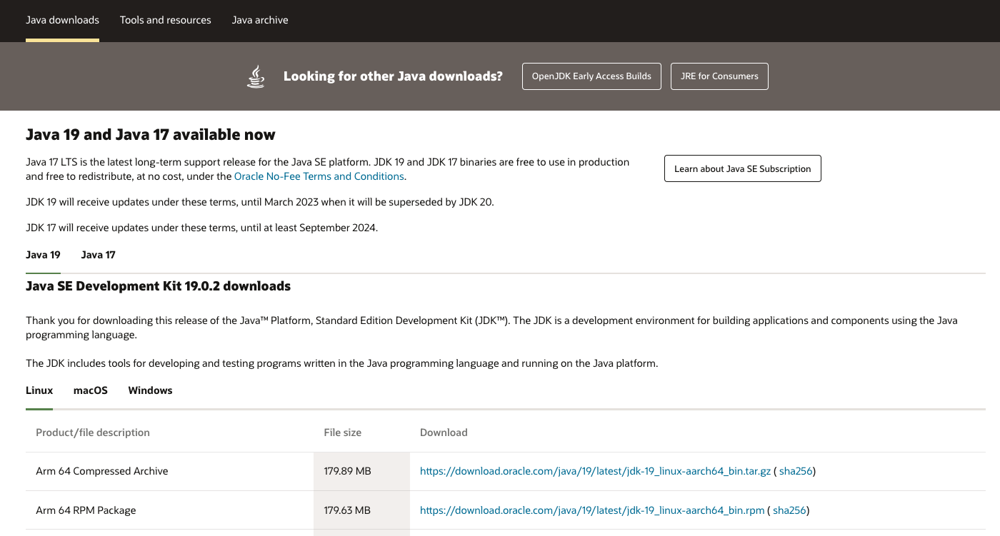 Java downloads Tools and resources Java archive
Looking for other Java downloads? OpenJDK Early Access Builds JRE for Consumers
Java 19 and Java 17 available now
Java 17 LTS is the latest long-term support release for the Java SE platform. JDK 19 and JDK 17 binaries are free to use in production
and free to redistribute, at no cost, under the Oracle No-Fee Terms and Conditions.
Learn about Java SE Subscription
JDK 19 will receive updates under these terms, until March 2023 when it will be superseded by JDK 20.
JDK 17 will receive updates under these terms, until at least September 2024.
Java 19 Java 17
Java SE Development Kit 19.0.2 downloads
Thank you for downloading this release of the Java™ Platform, Standard Edition Development Kit (JDK™). The JDK is a development environment for building applications and components using the Java
programming language.
The JDK includes tools for developing and testing programs written in the Java programming language and running on the Java platform.
Linux macOS Windows
Product/file description File size Download
Arm 64 Compressed Archive 179.89 MB https://download.oracle.com/java/19/latest/jdk-19_linux-aarch64_bin.tar.gz ( sha256)
Arm 64 RPM Package 179.63 MB https://download.oracle.com/java/19/latest/jdk-19_linux-aarch64_bin.rpm ( sha256)